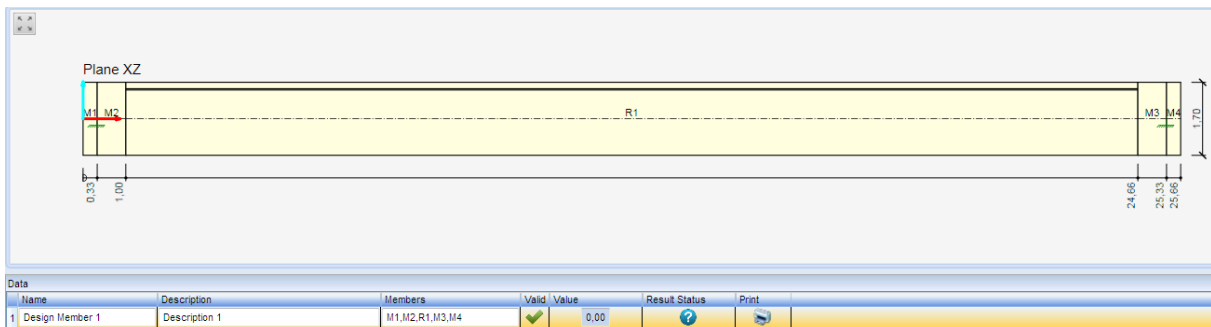 Plane XZ
M1 M2 R1 M3 M4
1,70
0 0,33 1,00 24,66 25,33 25,66
Data
Name Description Members Valid Value Result Status Print
1 Design Member 1 Description 1 M1,M2,R1,M3,M4 0,00 ?